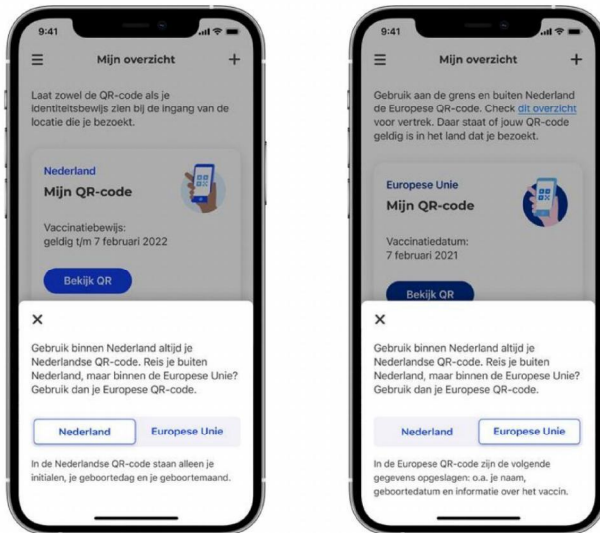 9:41
Mijn overzicht
Laat zowel de QR-code als je
identiteitsbewijs zien bij de ingang van de
locatie die je bezoekt.
Nederland
Mijn QR-code
Vaccinatiebewijs:
geldig t/m 7 februari 2022
Bekijk QR
Gebruik binnen Nederland altijd je
Nederlandse QR-code. Reis je buiten
Nederland, maar binnen de Europese Unie?
Gebruik dan je Europese QR-code.
Nederland Europese Unie
In de Nederlandse QR-code staan alleen je
initialen, je geboortedag en je geboortemaand.
9:41
Mijn overzicht
Gebruik aan de grens en buiten Nederland
de Europese QR-code. Check dit overzicht
voor vertrek. Daar staat of jouw QR-code
geldig is in het land dat je bezoekt.
Europese Unie
Mijn QR-code
Vaccinatiedatum:
7 februari 2021
Bekijk QR
Gebruik binnen Nederland altijd je
Nederlandse QR-code. Reis je buiten
Nederland, maar binnen de Europese Unie?
Gebruik dan je Europese QR-code.
Nederland Europese Unie
In de Europese QR-code zijn de volgende
gegevens opgeslagen: o.a. je naam,
geboortedatum en informatie over het vaccin.